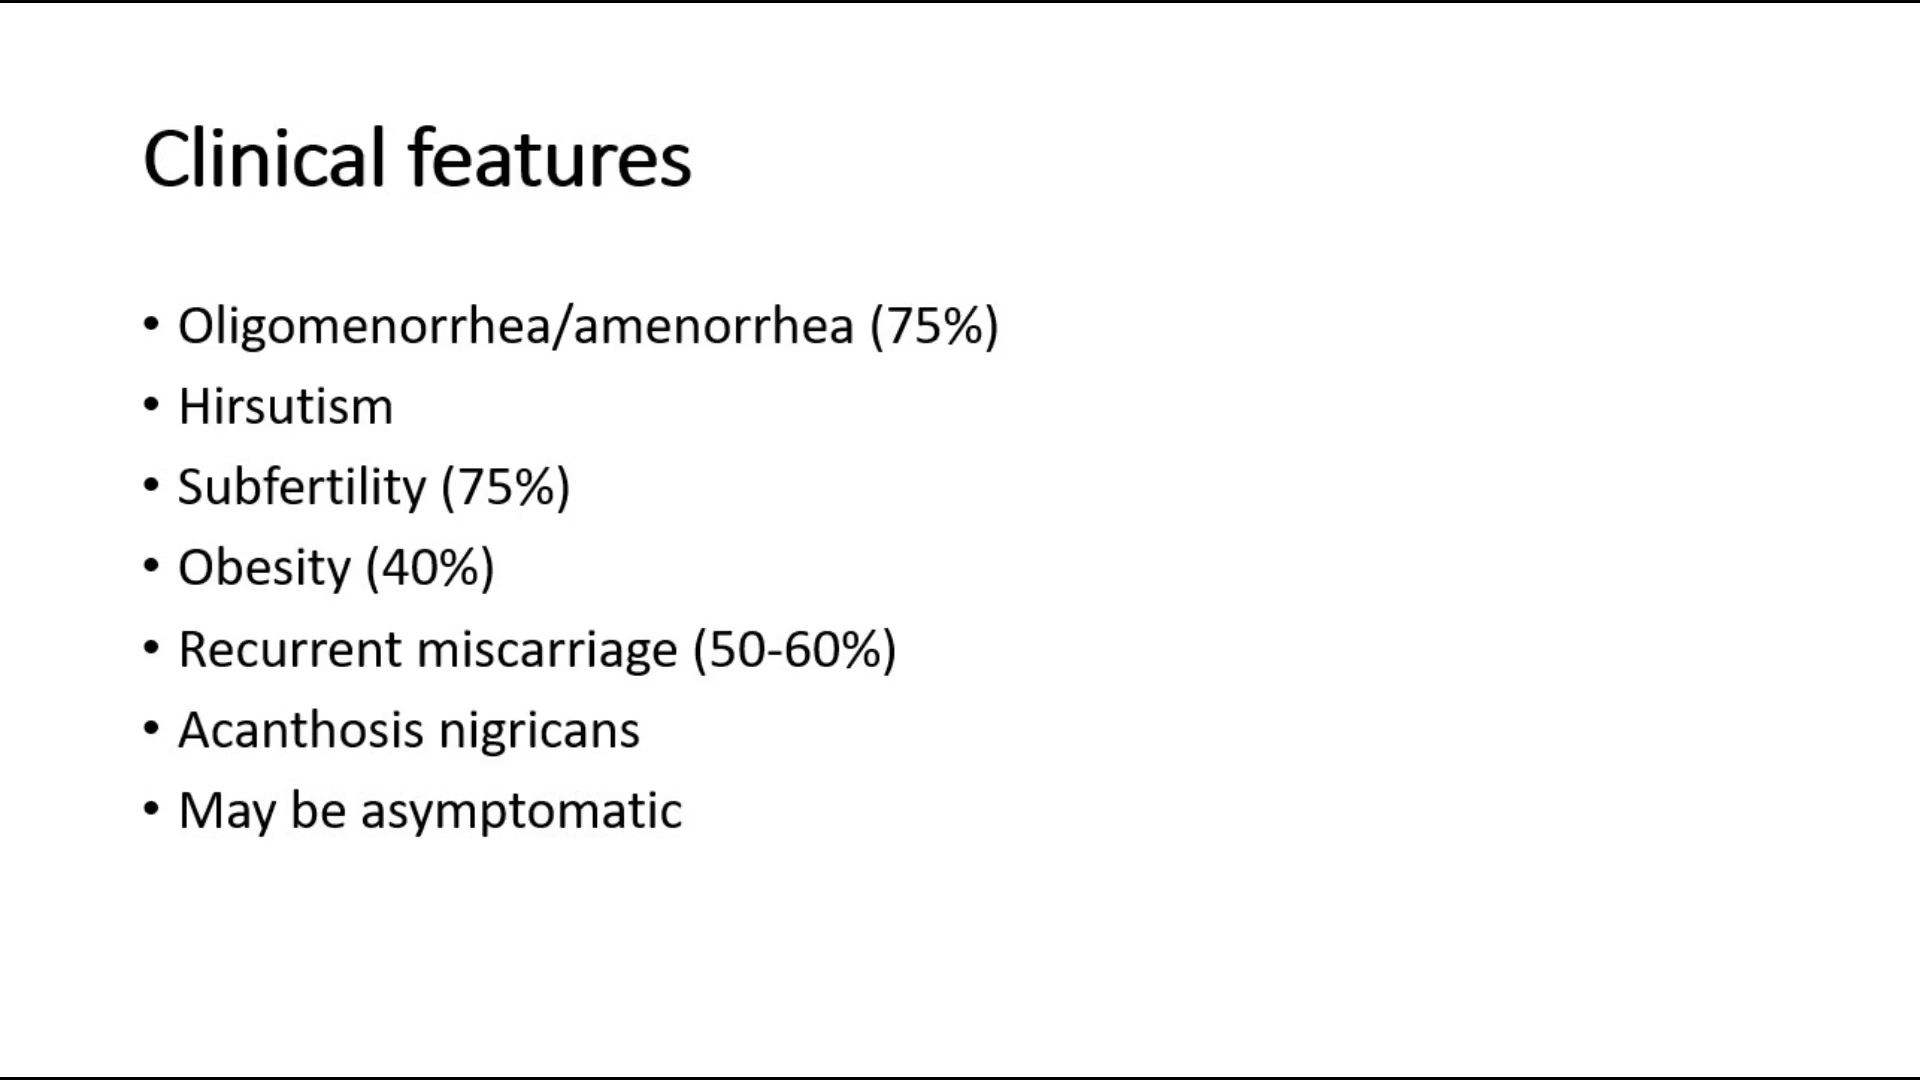 Clinical features
• Oligomenorrhea/amenorrhea (75%)
• Hirsutism
• Subfertility (75%)
• Obesity (40%)
• Recurrent miscarriage (50-60%)
• Acanthosis nigricans
• May be asymptomatic